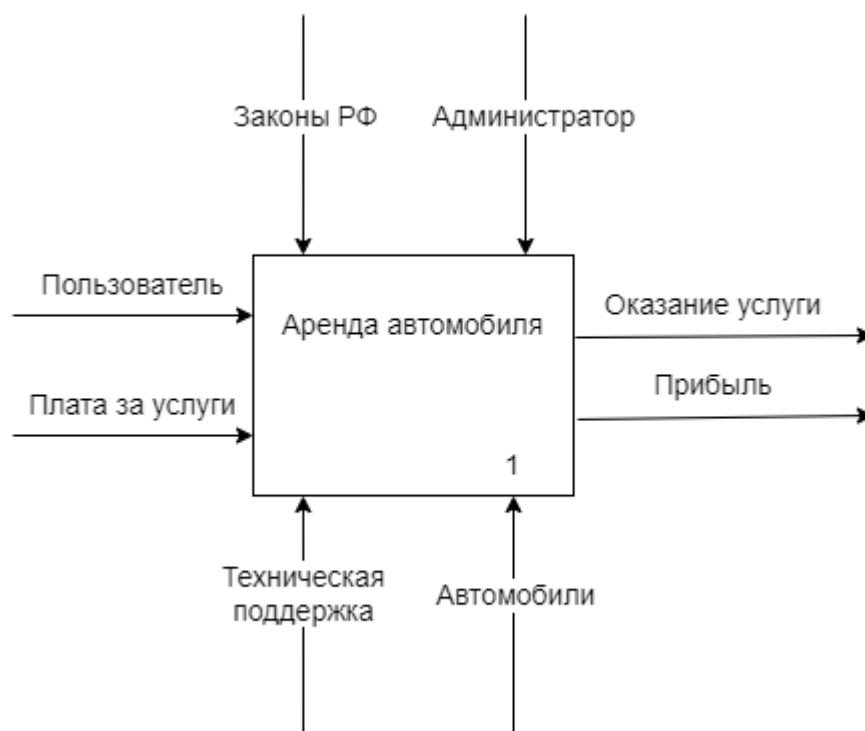 Законы РФ
Администратор
Пользователь
Аренда автомобиля
Оказание услуги
Плата за услуги
Прибыль
1
Техническая
поддержка
Автомобили